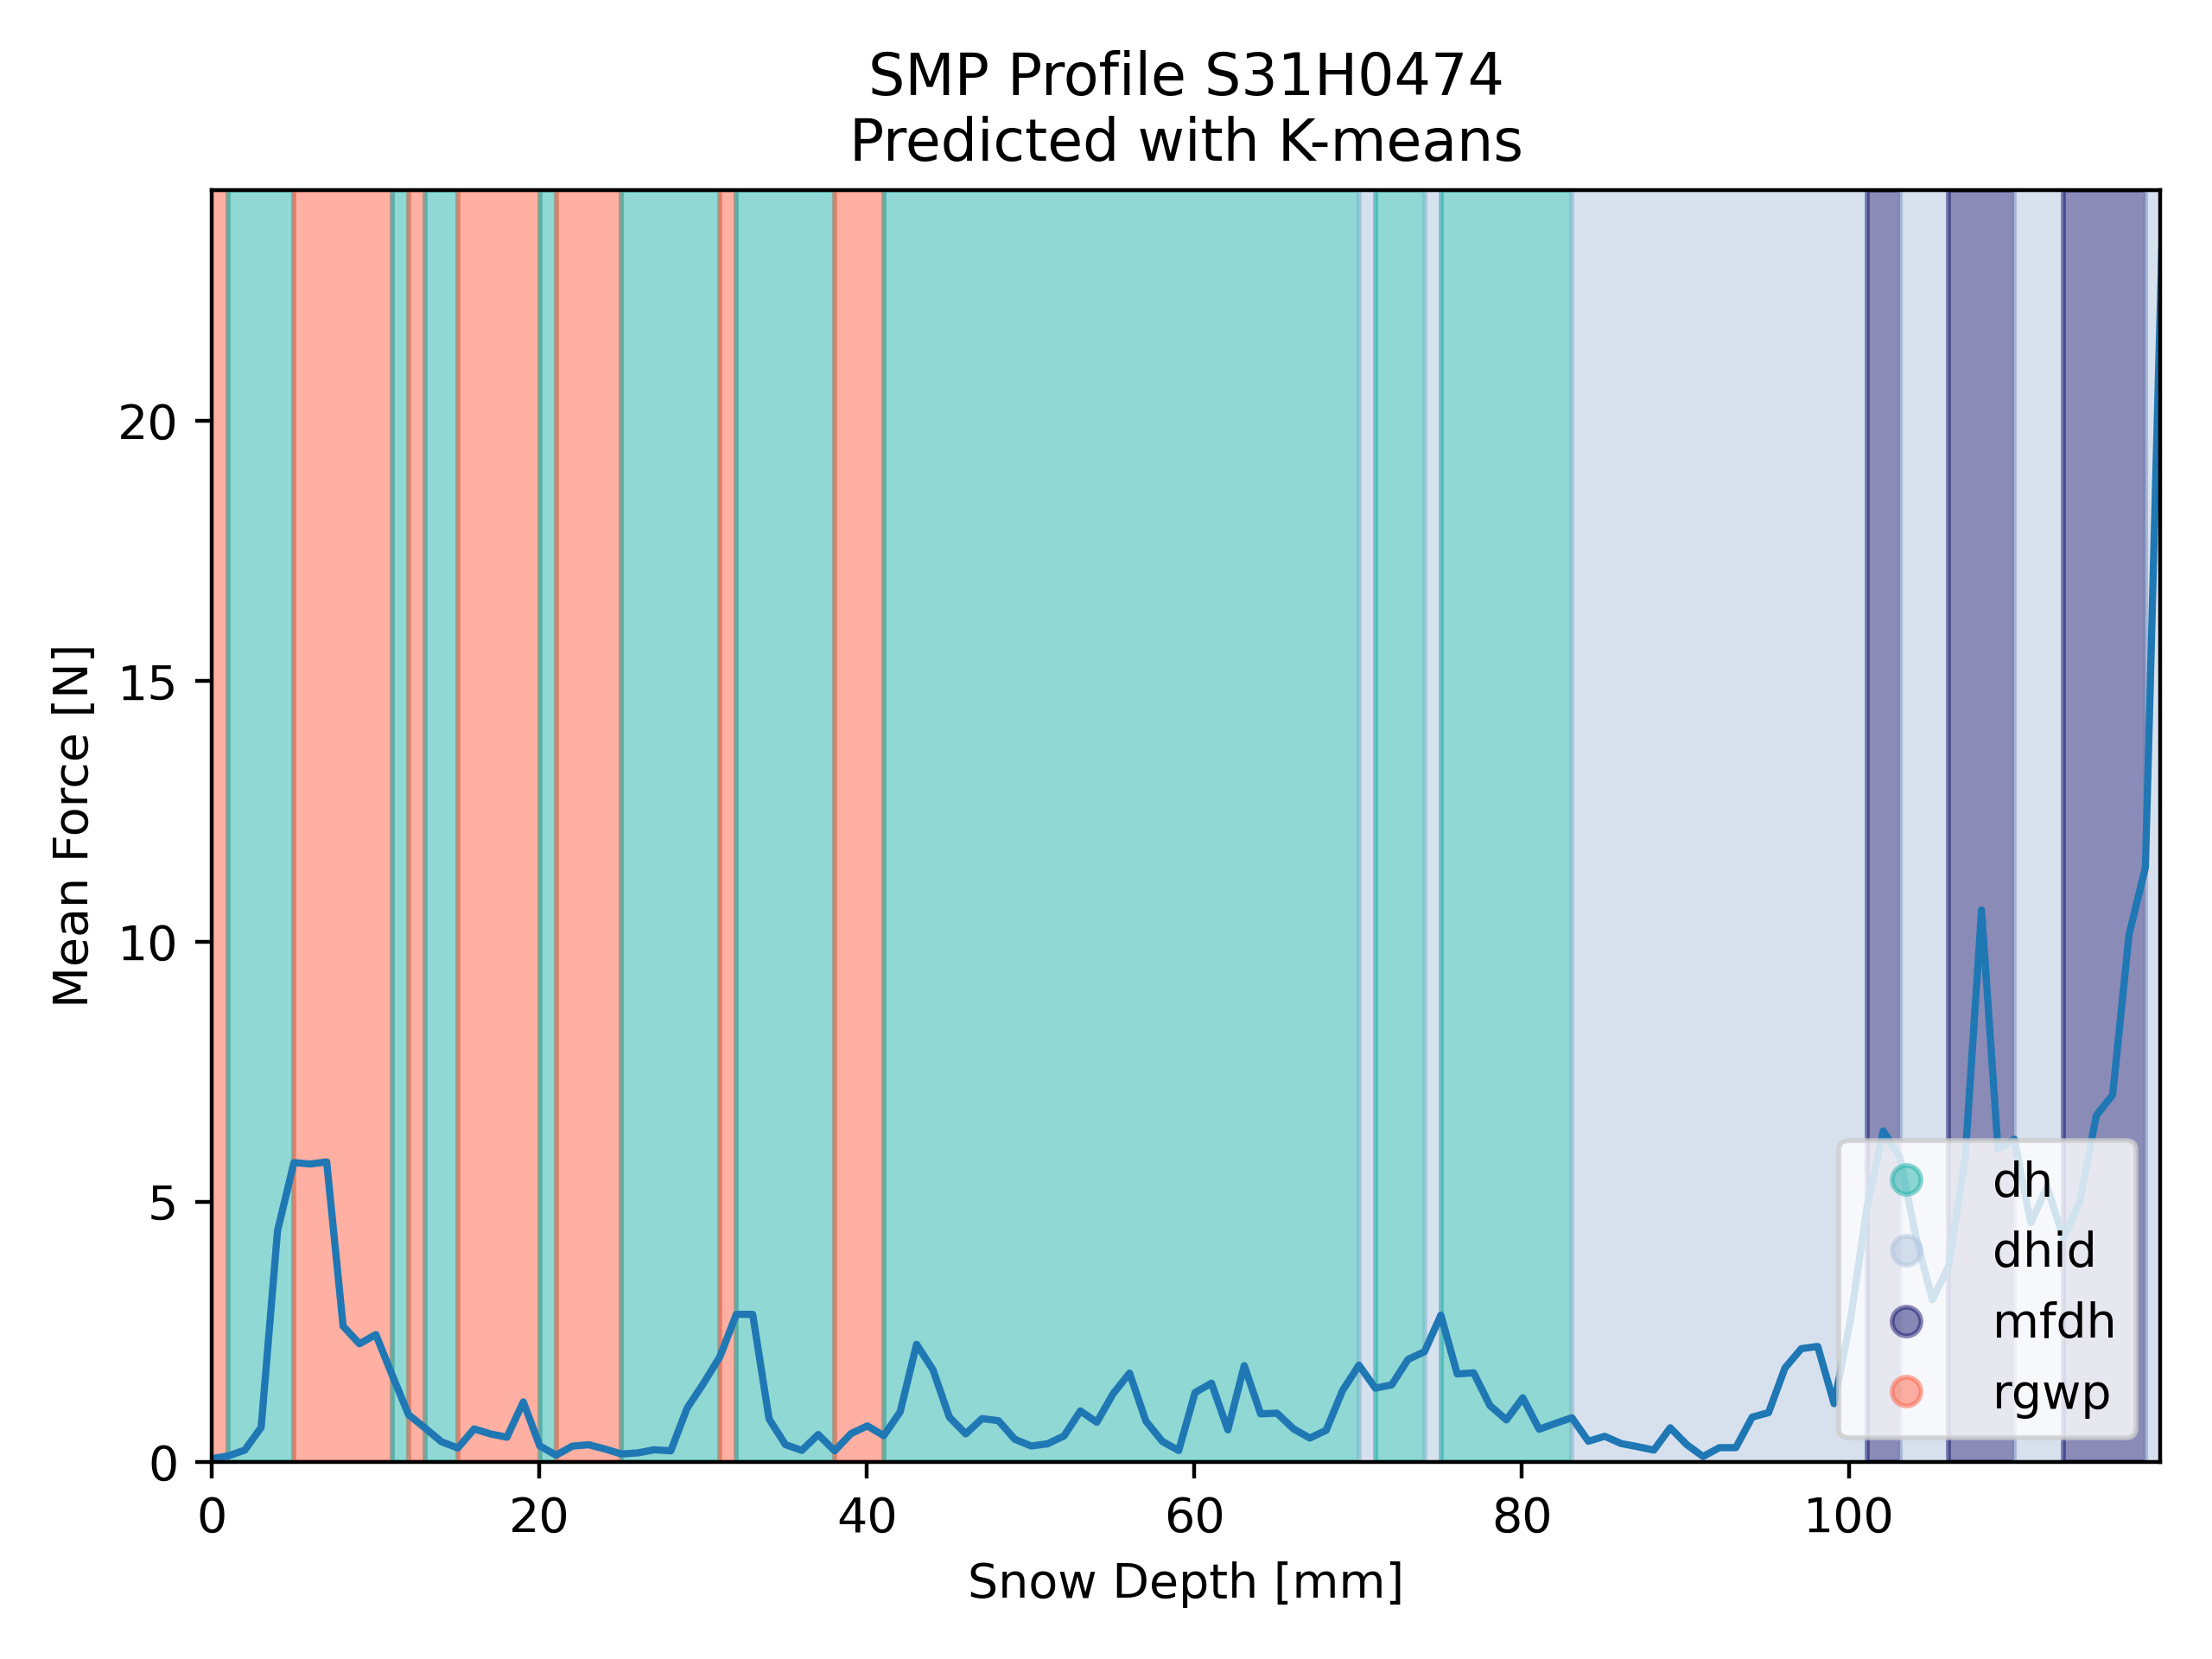 SMP Profile S31H0474
Predicted with K-means
Mean Force [N]
20
15
10
5
0
dh
dhid
mfdh
rgwp
0 20 40 60 80 100
Snow Depth [mm]